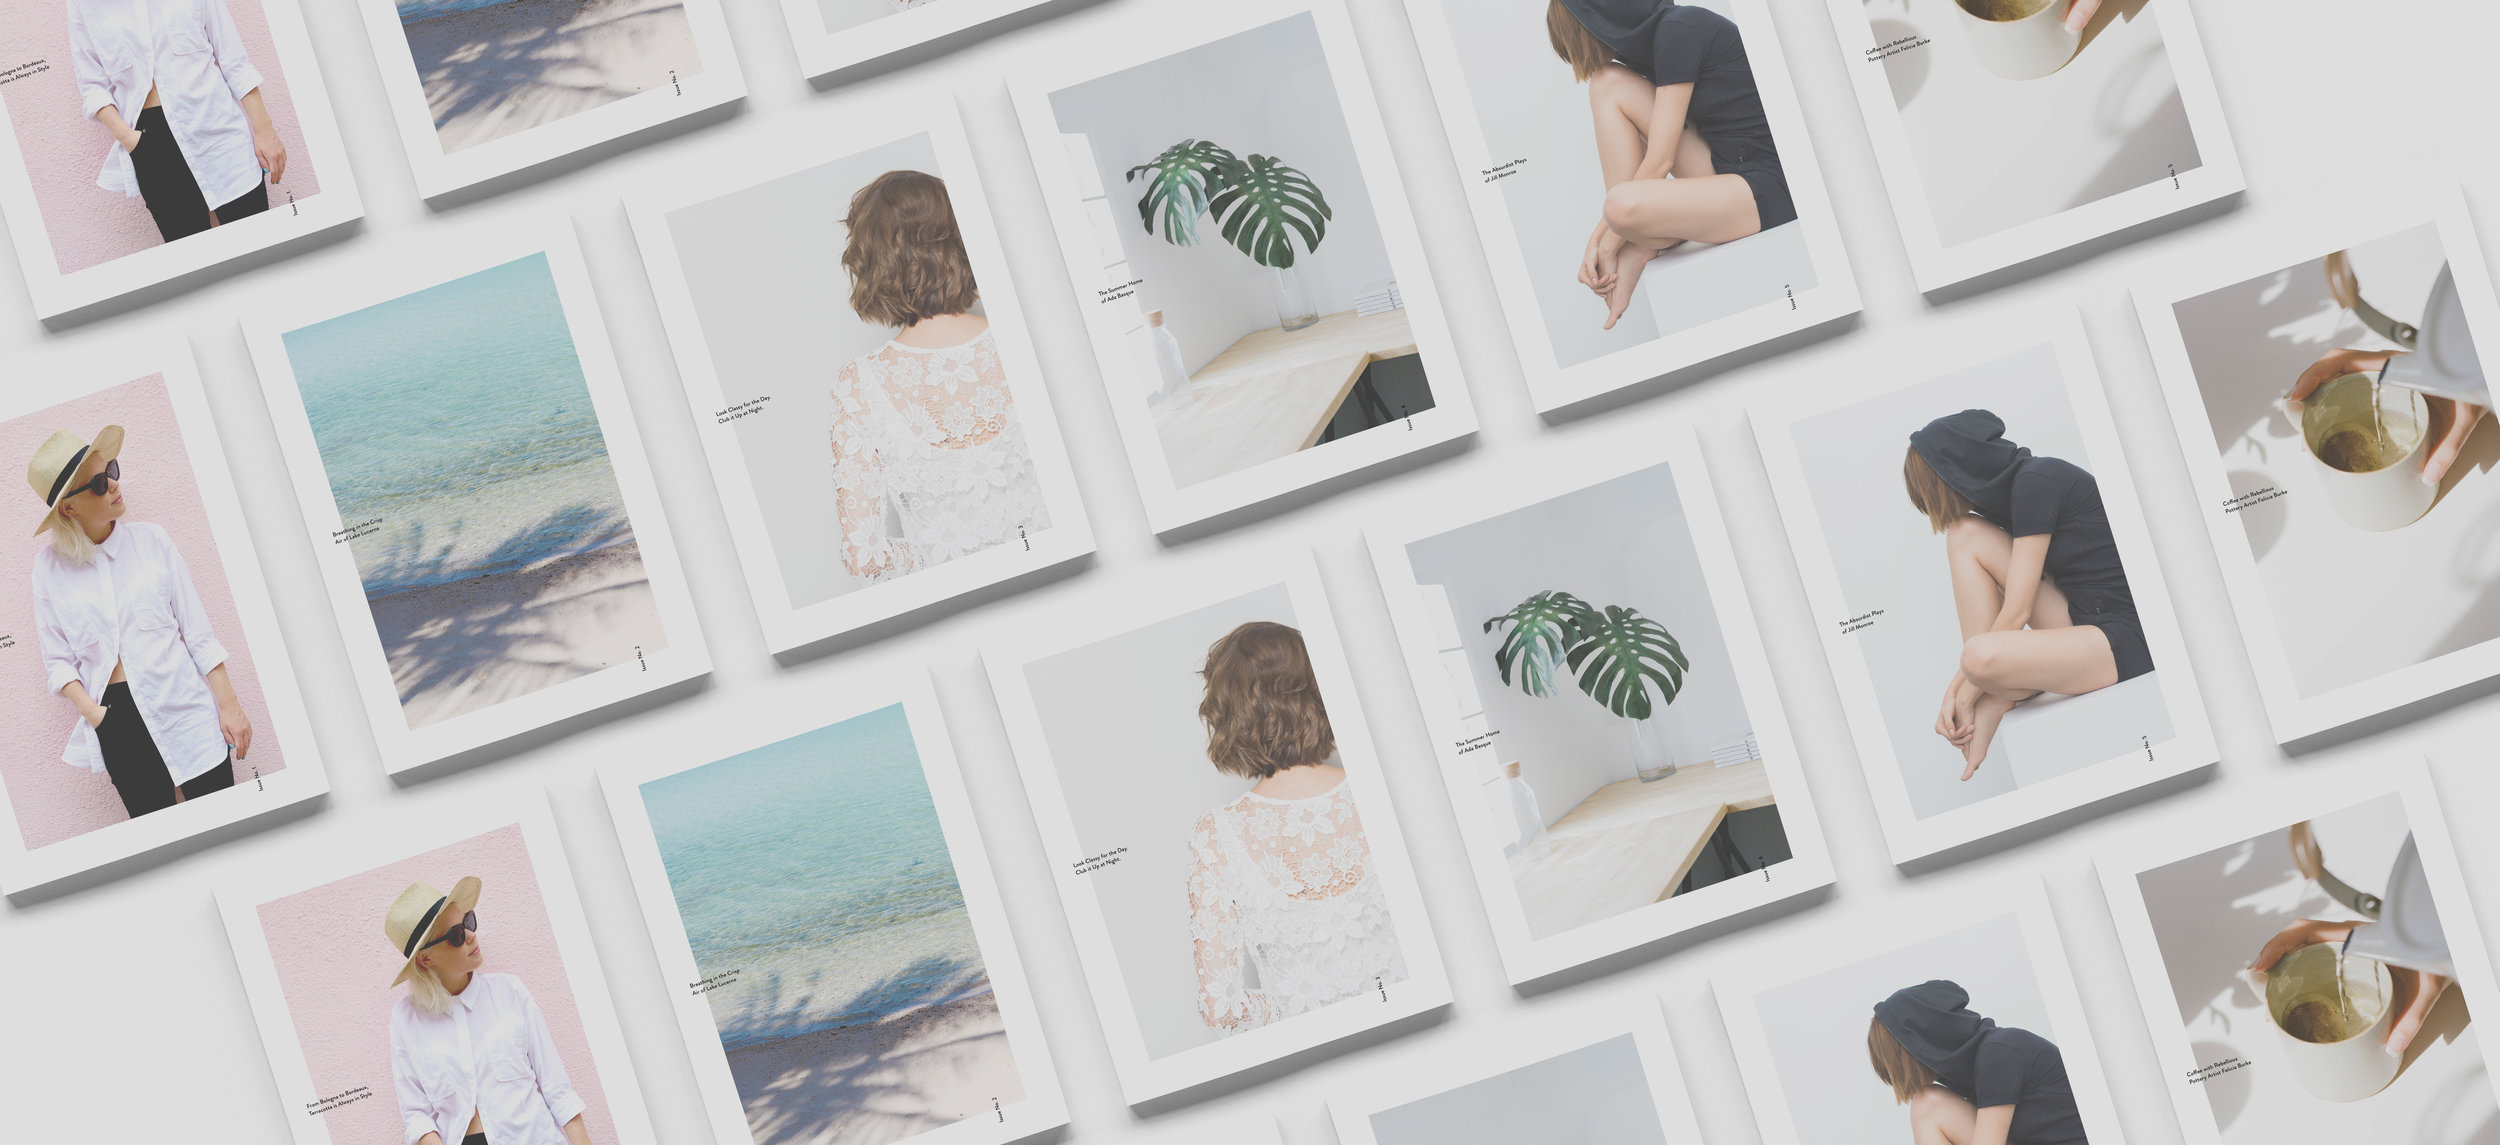 ologna to Bordeaux,
cotta is Always in Style
Issue No. 1
Issue No. 2
The Absurdist Plays
of Jill Monroe
Issue No. 5
Coffee with Rebellious
Pottery Artist Felicia Burke
Issue No. 5
The Summer Home
of Ada Basque
Issue No. 4
Look Classy for the Day.
Club it Up at Night.
Issue No. 3
Breathing in the Crisp
Air of Lake Lucerne
Issue No. 2
eaux,
n Style
Issue No. 1
Coffee with Rebellious
Pottery Artist Felicia Burke
The Absurdist Plays
of Jill Monroe
Issue No. 5
The Summer Home
of Ada Basque
Issue No. 4
Look Classy for the Day.
Club it Up at Night.
Issue No. 3
Breathing in the Crisp
Air of Lake Lucerne
Issue No. 2
From Bologna to Bordeaux,
Terracotta is Always in Style
Coffee with Rebellious
Pottery Artist Felicia Burke